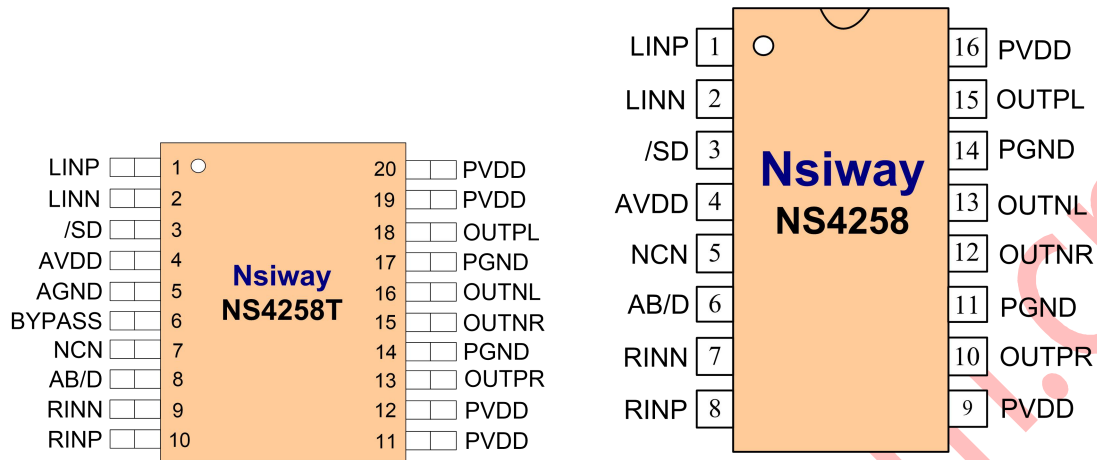 LINP 1 20 PVDD
LINN 2 19 PVDD
/SD 3 18 OUTPL
AVDD 4 17 PGND
AGND 5 16 OUTNL
BYPASS 6 15 OUTNR
NCN 7 14 PGND
AB/D 8 13 OUTPR
RINN 9 12 PVDD
RINP 10 11 PVDD
Nsiway
NS4258T
LINP 1 16 PVDD
LINN 2 15 OUTPL
/SD 3 14 PGND
AVDD 4 13 OUTNL
NCN 5 12 OUTNR
AB/D 6 11 PGND
RINN 7 10 OUTPR
RINP 8 9 PVDD
Nsiway
NS4258